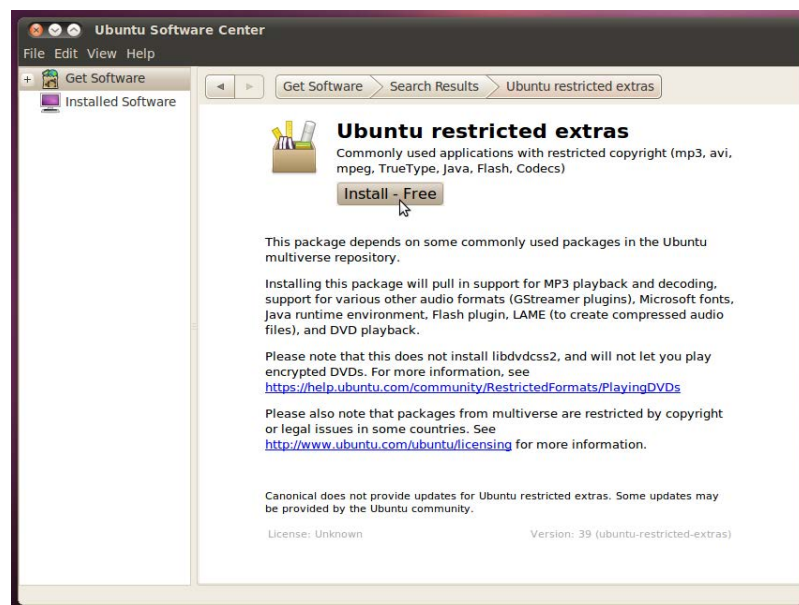 Ubuntu Software Center
File Edit View Help
Get Software
Installed Software
Get Software
Search Results
Ubuntu restricted extras
Ubuntu restricted extras
Commonly used applications with restricted copyright (mp3, avi,
mpeg, TrueType, Java, Flash, Codecs)
Install - Free
This package depends on some commonly used packages in the Ubuntu
multiverse repository.
Installing this package will pull in support for MP3 playback and decoding,
support for various other audio formats (GStreamer plugins), Microsoft fonts,
Java runtime environment, Flash plugin, LAME (to create compressed audio
files), and DVD playback.
Please note that this does not install libdvdcss2, and will not let you play
encrypted DVDs. For more information, see
https://help.ubuntu.com/community/RestrictedFormats/PlayingDVDs
Please also note that packages from multiverse are restricted by copyright
or legal issues in some countries. See
http://www.ubuntu.com/ubuntu/licensing for more information.
Canonical does not provide updates for Ubuntu restricted extras. Some updates may
be provided by the Ubuntu community.
License: Unknown
Version: 39 (ubuntu-restricted-extras)